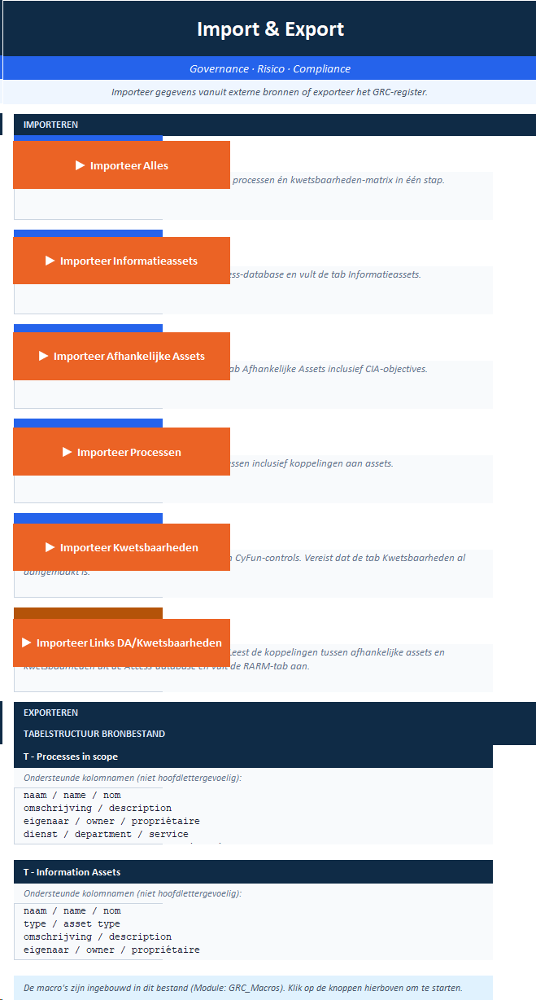 Import & Export
Governance · Risico · Compliance
Importeer gegevens vanuit externe bronnen of exporteer het GRC-register.
IMPORTEREN
▶ Importeer Alles
processen én kwetsbaarheden-matrix in één stap.
▶ Importeer Informatieassets
ess-database en vult de tab Informatieassets.
▶ Importeer Afhankelijke Assets
ab Afhankelijke Assets inclusief CIA-objectives.
▶ Importeer Processen
ssen inclusief koppelingen aan assets.
▶ Importeer Kwetsbaarheden
n CyFun-controls. Vereist dat de tab Kwetsbaarheden al
aangemaakt is.
▶ Importeer Links DA/Kwetsbaarheden
Leest de koppelingen tussen afhankelijke assets en
kwetsbaarheden uit de Access-database en vult de RARM-tab aan.
EXPORTEREN
TABELSTRUCTUUR BRONBESTAND
T - Processes in scope
Ondersteunde kolomnamen (niet hoofdlettergevoelig):
naam / name / nom
omschrijving / description
eigenaar / owner / propriétaire
dienst / department / service
T - Information Assets
Ondersteunde kolomnamen (niet hoofdlettergevoelig):
naam / name / nom
type / asset type
omschrijving / description
eigenaar / owner / propriétaire
De macro's zijn ingebouwd in dit bestand (Module: GRC_Macros). Klik op de knoppen hierboven om te starten.